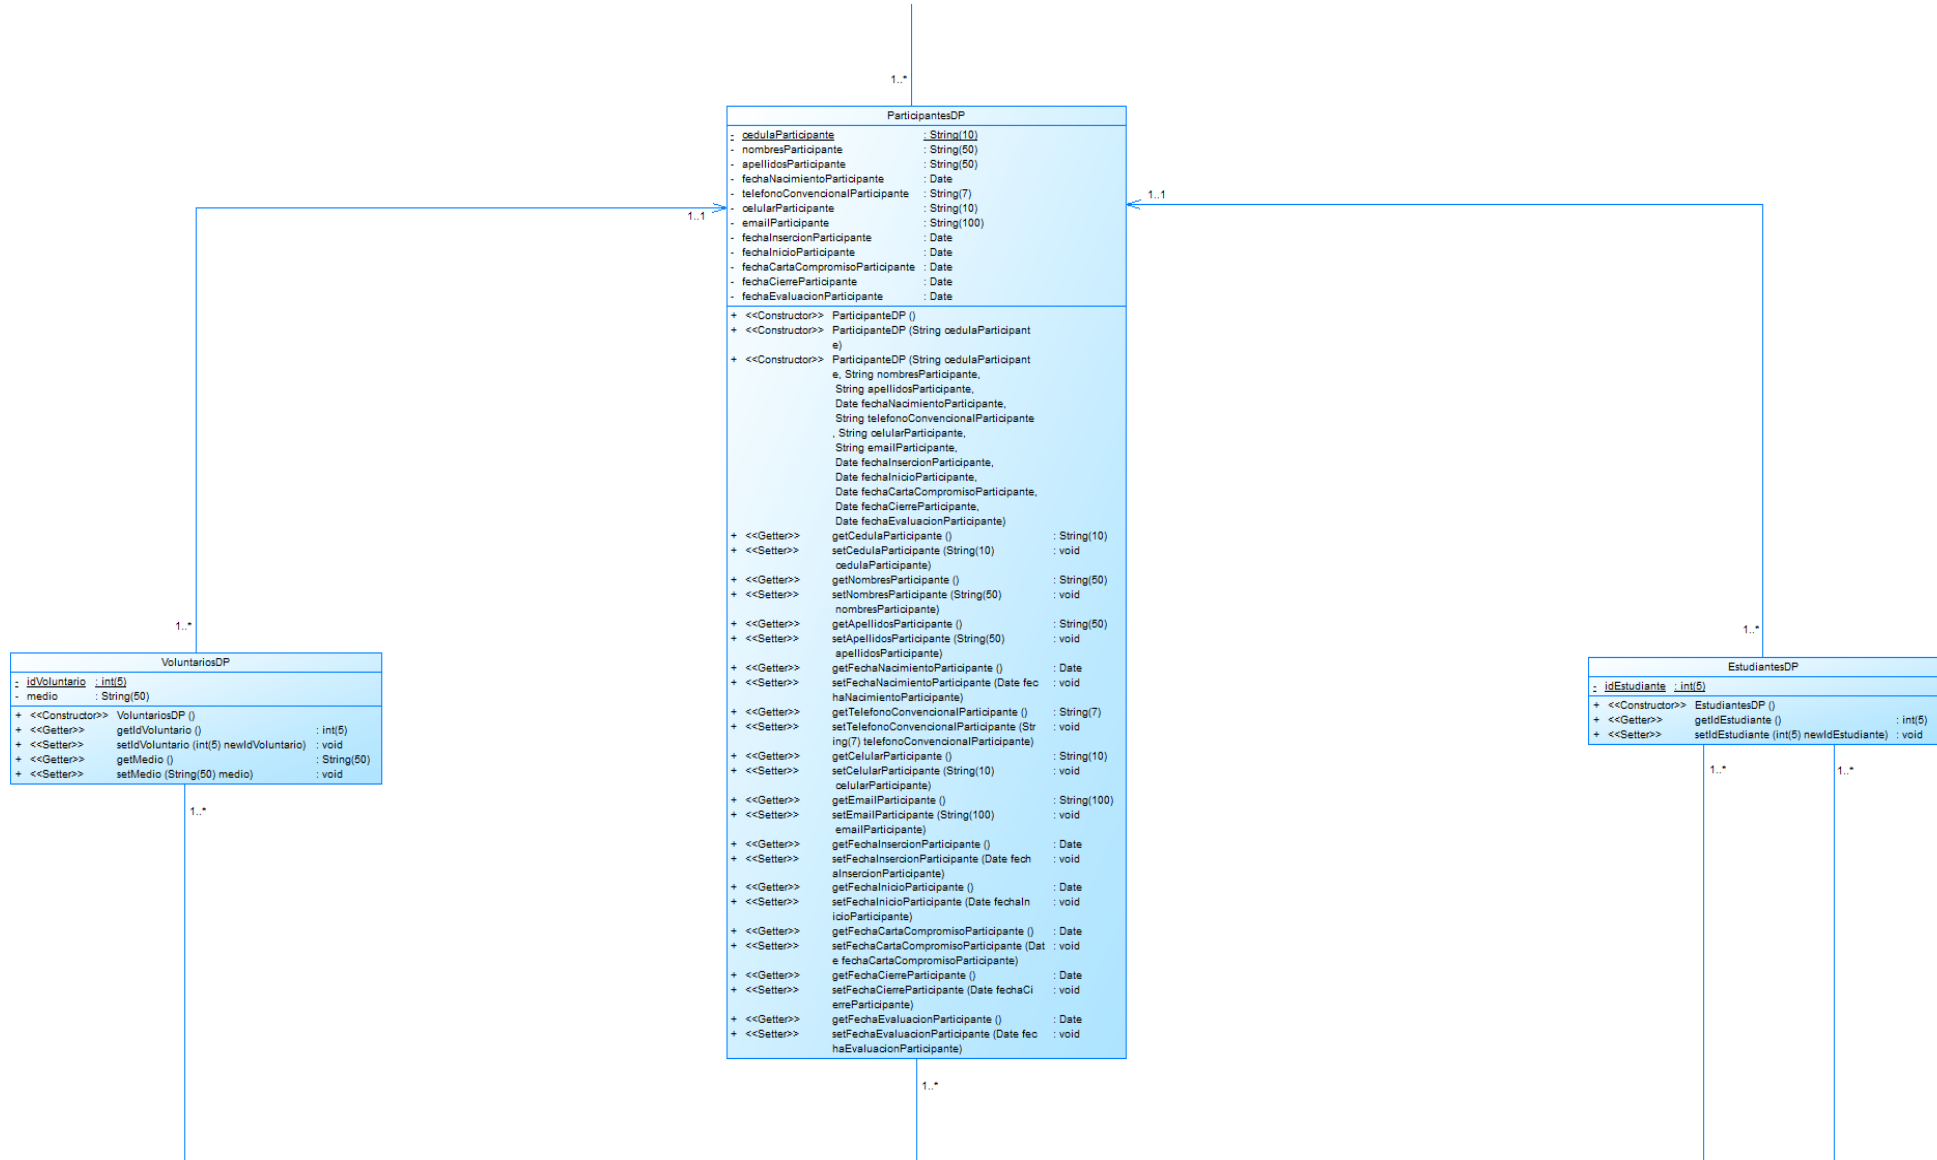 1..*
ParticipantesDP
- cedulaParticipante : String(10)
- nombresParticipante : String(50)
- apellidosParticipante : String(50)
- fechaNacimientoParticipante : Date
- telefonoConvencionalParticipante : String(7)
- celularParticipante : String(10)
- emailParticipante : String(100)
- fechaInsercionParticipante : Date
- fechaInicioParticipante : Date
- fechaCartaCompromisoParticipante : Date
- fechaCierreParticipante : Date
- fechaEvaluacionParticipante : Date
+ <<Constructor>> ParticipanteDP ()
+ <<Constructor>> ParticipanteDP (String cedulaParticipant
e)
+ <<Constructor>> ParticipanteDP (String cedulaParticipant
e, String nombresParticipante,
String apellidosParticipante,
Date fechaNacimientoParticipante,
String telefonoConvencionalParticipante
, String celularParticipante,
String emailParticipante,
Date fechaInsercionParticipante,
Date fechaInicioParticipante,
Date fechaCartaCompromisoParticipante,
Date fechaCierreParticipante,
Date fechaEvaluacionParticipante)
+ <<Getter>> getCedulaParticipante () : String(10)
+ <<Setter>> setCedulaParticipante (String(10) : void
cedulaParticipante)
+ <<Getter>> getNombresParticipante () : String(50)
+ <<Setter>> setNombresParticipante (String(50) : void
nombresParticipante)
+ <<Getter>> getApellidosParticipante () : String(50)
+ <<Setter>> setApellidosParticipante (String(50) : void
apellidosParticipante)
+ <<Getter>> getFechaNacimientoParticipante () : Date
+ <<Setter>> setFechaNacimientoParticipante (Date fec : void
haNacimientoParticipante)
+ <<Getter>> getTelefonoConvencionalParticipante () : String(7)
+ <<Setter>> setTelefonoConvencionalParticipante (Str : void
ing(7) telefonoConvencionalParticipante)
+ <<Getter>> getCelularParticipante () : String(10)
+ <<Setter>> setCelularParticipante (String(10) : void
celularParticipante)
+ <<Getter>> getEmailParticipante () : String(100)
+ <<Setter>> setEmailParticipante (String(100) : void
emailParticipante)
+ <<Getter>> getFechaInsercionParticipante () : Date
+ <<Setter>> setFechaInsercionParticipante (Date fech : void
aInsercionParticipante)
+ <<Getter>> getFechaInicioParticipante () : Date
+ <<Setter>> setFechaInicioParticipante (Date fechaIn : void
icioParticipante)
+ <<Getter>> getFechaCartaCompromisoParticipante () : Date
+ <<Setter>> setFechaCartaCompromisoParticipante (Dat : void
e fechaCartaCompromisoParticipante)
+ <<Getter>> getFechaCierreParticipante () : Date
+ <<Setter>> setFechaCierreParticipante (Date fechaCi : void
erreParticipante)
+ <<Getter>> getFechaEvaluacionParticipante () : Date
+ <<Setter>> setFechaEvaluacionParticipante (Date fec : void
haEvaluacionParticipante)
1..*
1..1
1..*
VoluntariosDP
- idVoluntario : int(5)
- medio : String(50)
+ <<Constructor>> VoluntariosDP ()
+ <<Getter>> getIdVoluntario () : int(5)
+ <<Setter>> setIdVoluntario (int(5) newIdVoluntario) : void
+ <<Getter>> getMedio () : String(50)
+ <<Setter>> setMedio (String(50) medio) : void
1..*
1..1
1..*
EstudiantesDP
- idEstudiante : int(5)
+ <<Constructor>> EstudiantesDP ()
+ <<Getter>> getIdEstudiante () : int(5)
+ <<Setter>> setIdEstudiante (int(5) newIdEstudiante) : void
1..*
1..*